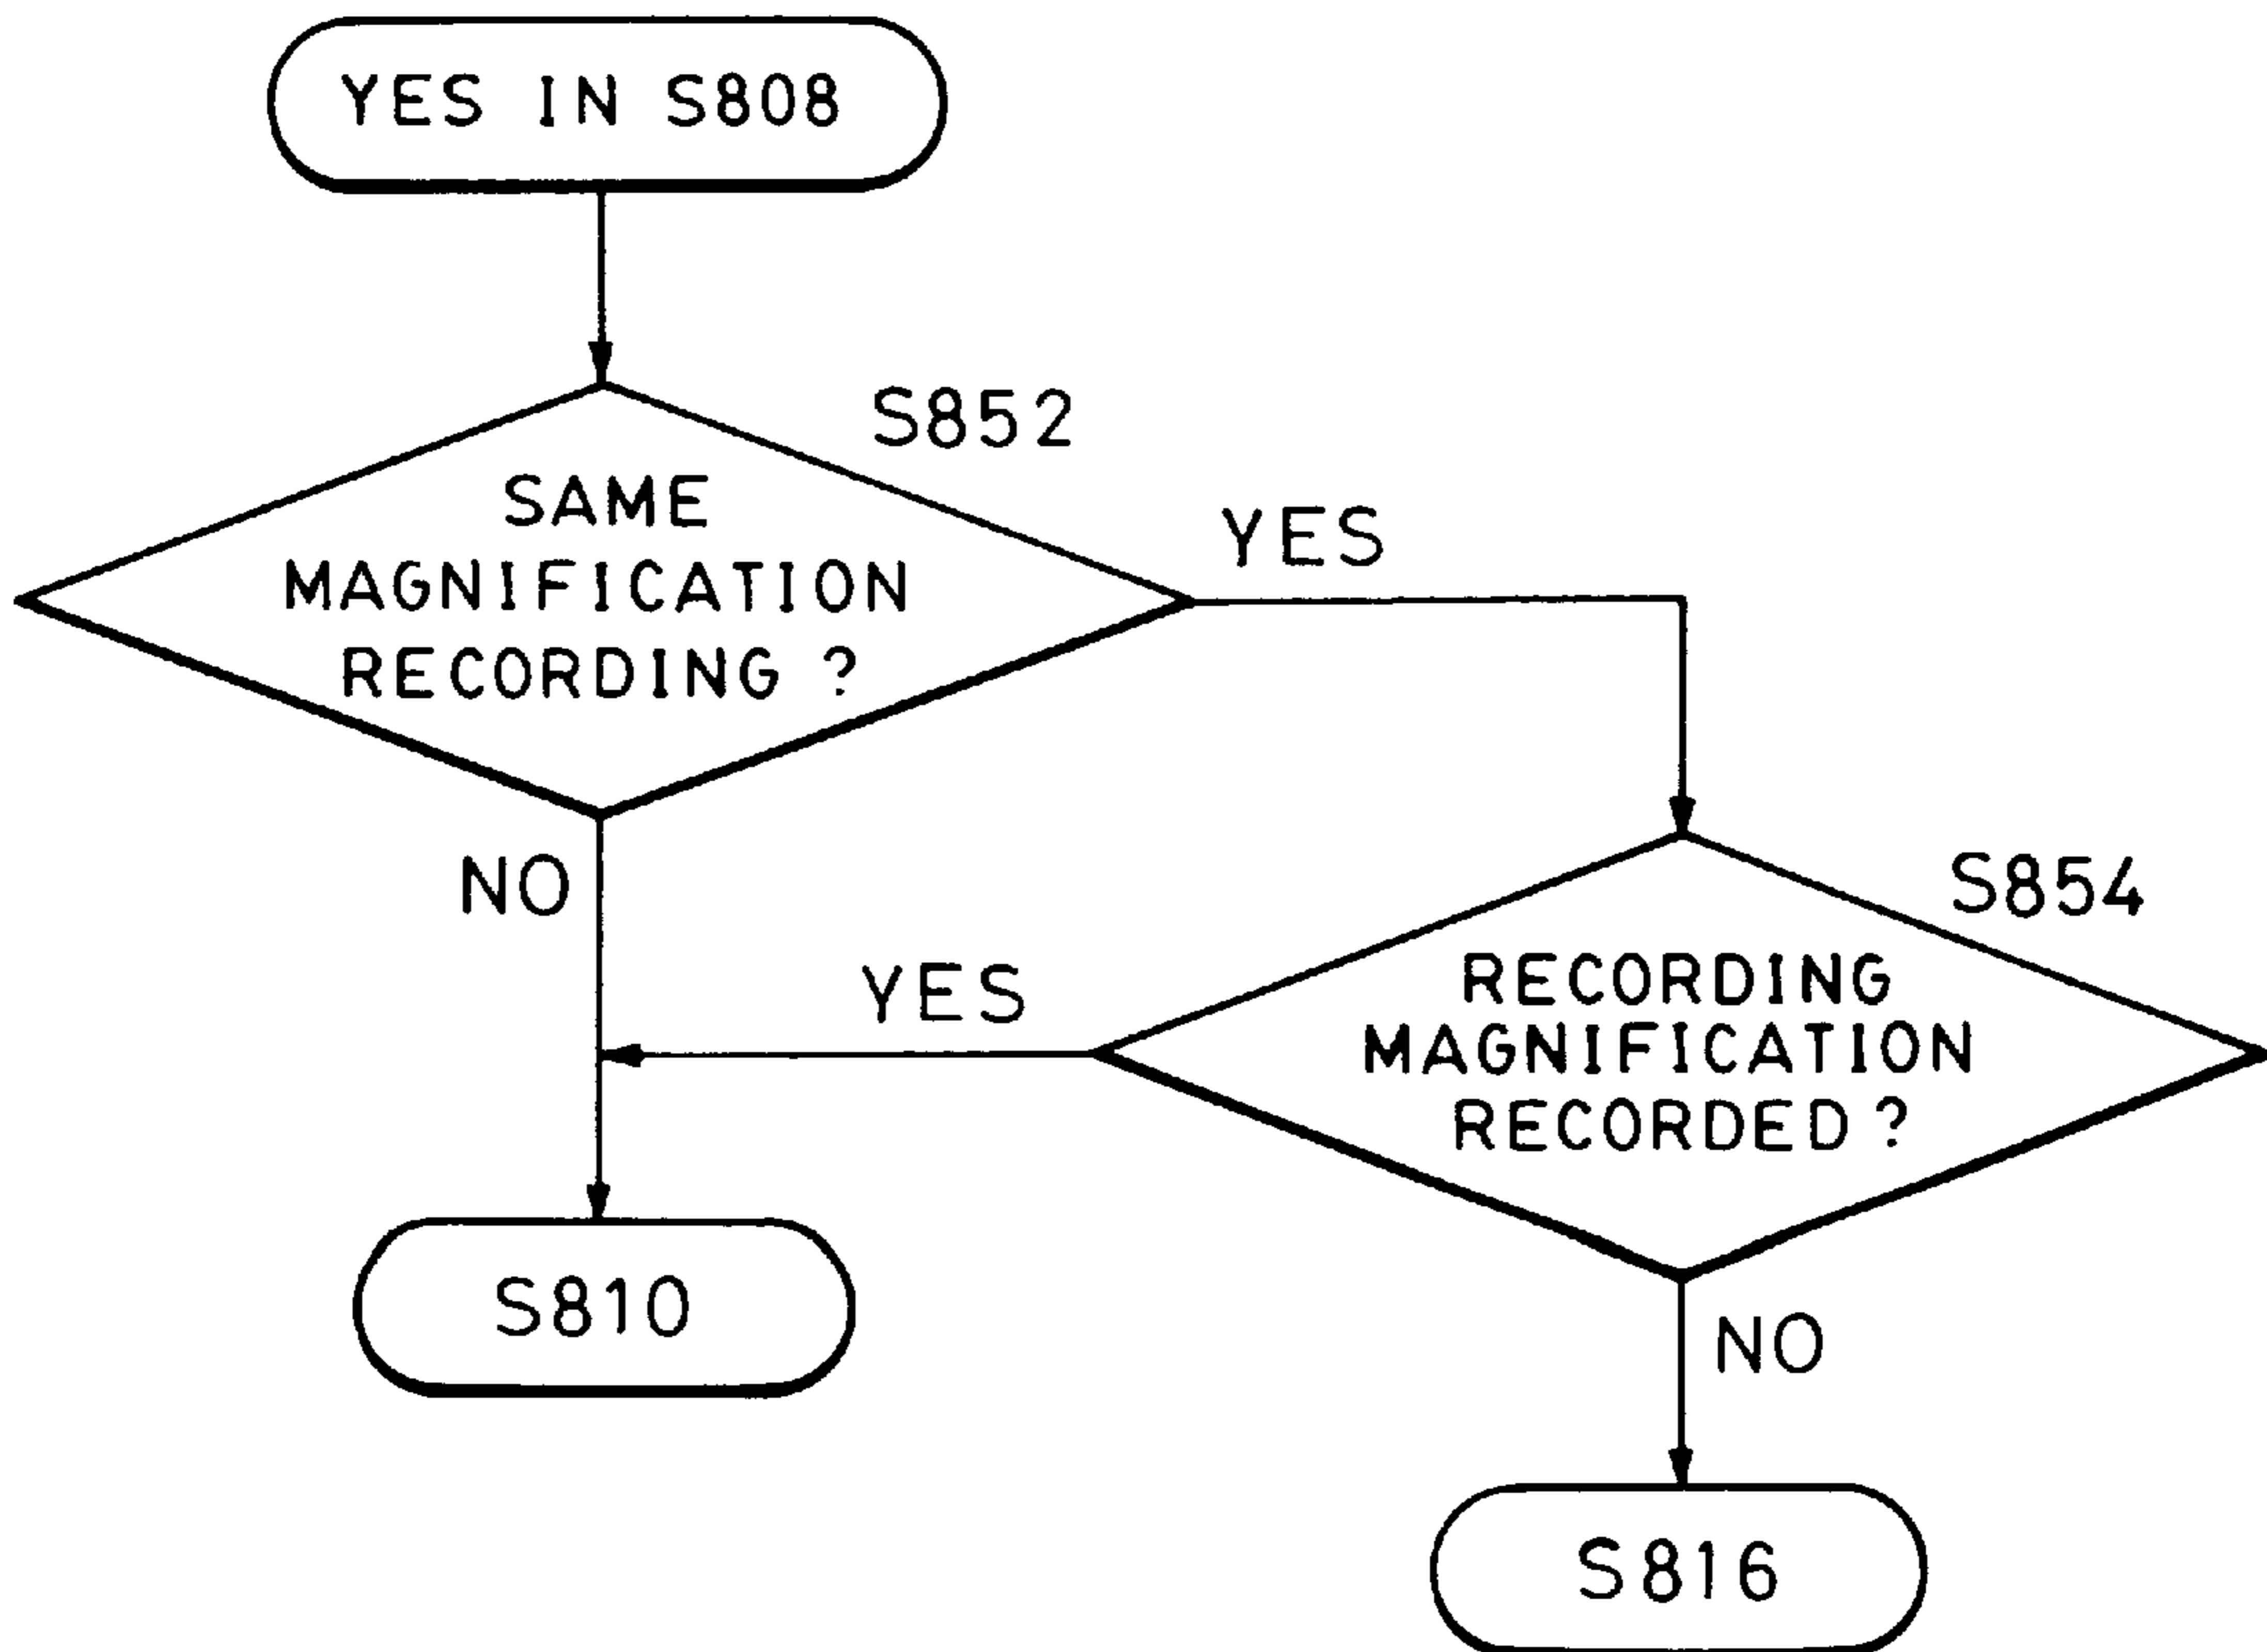 YES IN S808
S852
SAME
MAGNIFICATION
RECORDING ?
YES
NO
S854
RECORDING
MAGNIFICATION
RECORDED ?
YES
NO
S810
S816